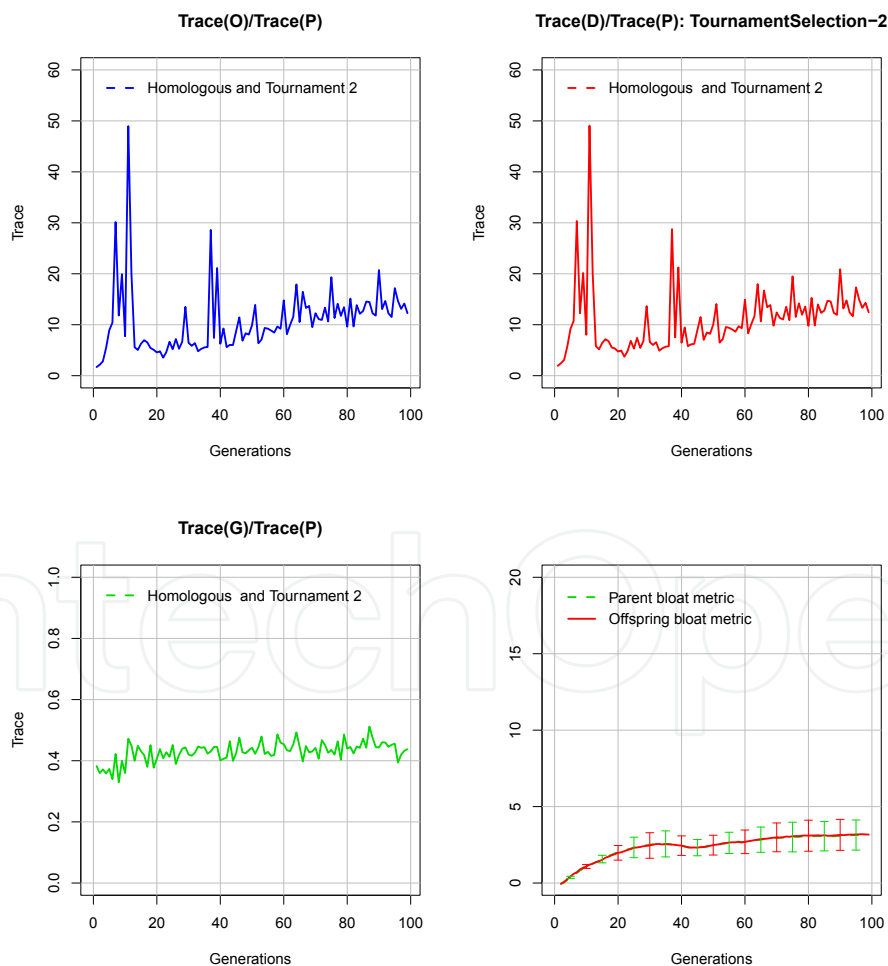 Trace(O)/Trace(P)
Homologous and Tournament 2
Trace
60
50
40
30
20
10
0
0 20 40 60 80 100
Generations
Trace(D)/Trace(P): TournamentSelection−2
Homologous and Tournament 2
Trace
60
50
40
30
20
10
0
0 20 40 60 80 100
Generations
Trace(G)/Trace(P)
Homologous and Tournament 2
Trace
1.0
0.8
0.6
0.4
0.2
0.0
0 20 40 60 80 100
Generations
Parent bloat metric
Offspring bloat metric
20
15
10
5
0
0 20 40 60 80 100
Generations
ntechOpe